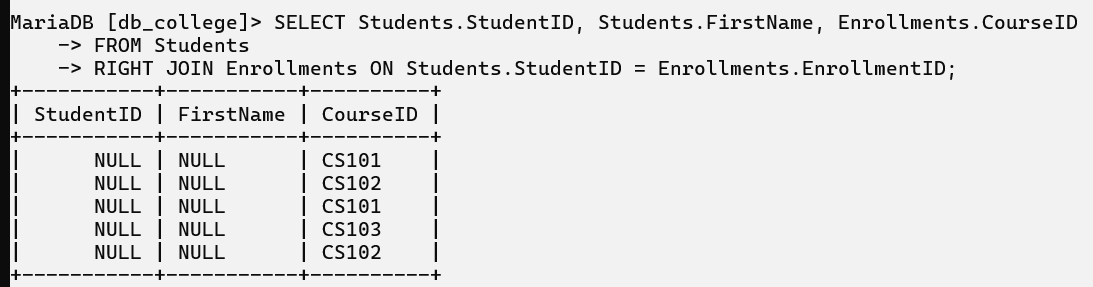 MariaDB [db_college]> SELECT Students.StudentID, Students.FirstName, Enrollments.CourseID
    -> FROM Students
    -> RIGHT JOIN Enrollments ON Students.StudentID = Enrollments.EnrollmentID;
+-----------+-----------+----------+
| StudentID | FirstName | CourseID |
+-----------+-----------+----------+
|      NULL | NULL      | CS101    |
|      NULL | NULL      | CS102    |
|      NULL | NULL      | CS101    |
|      NULL | NULL      | CS103    |
|      NULL | NULL      | CS102    |
+-----------+-----------+----------+